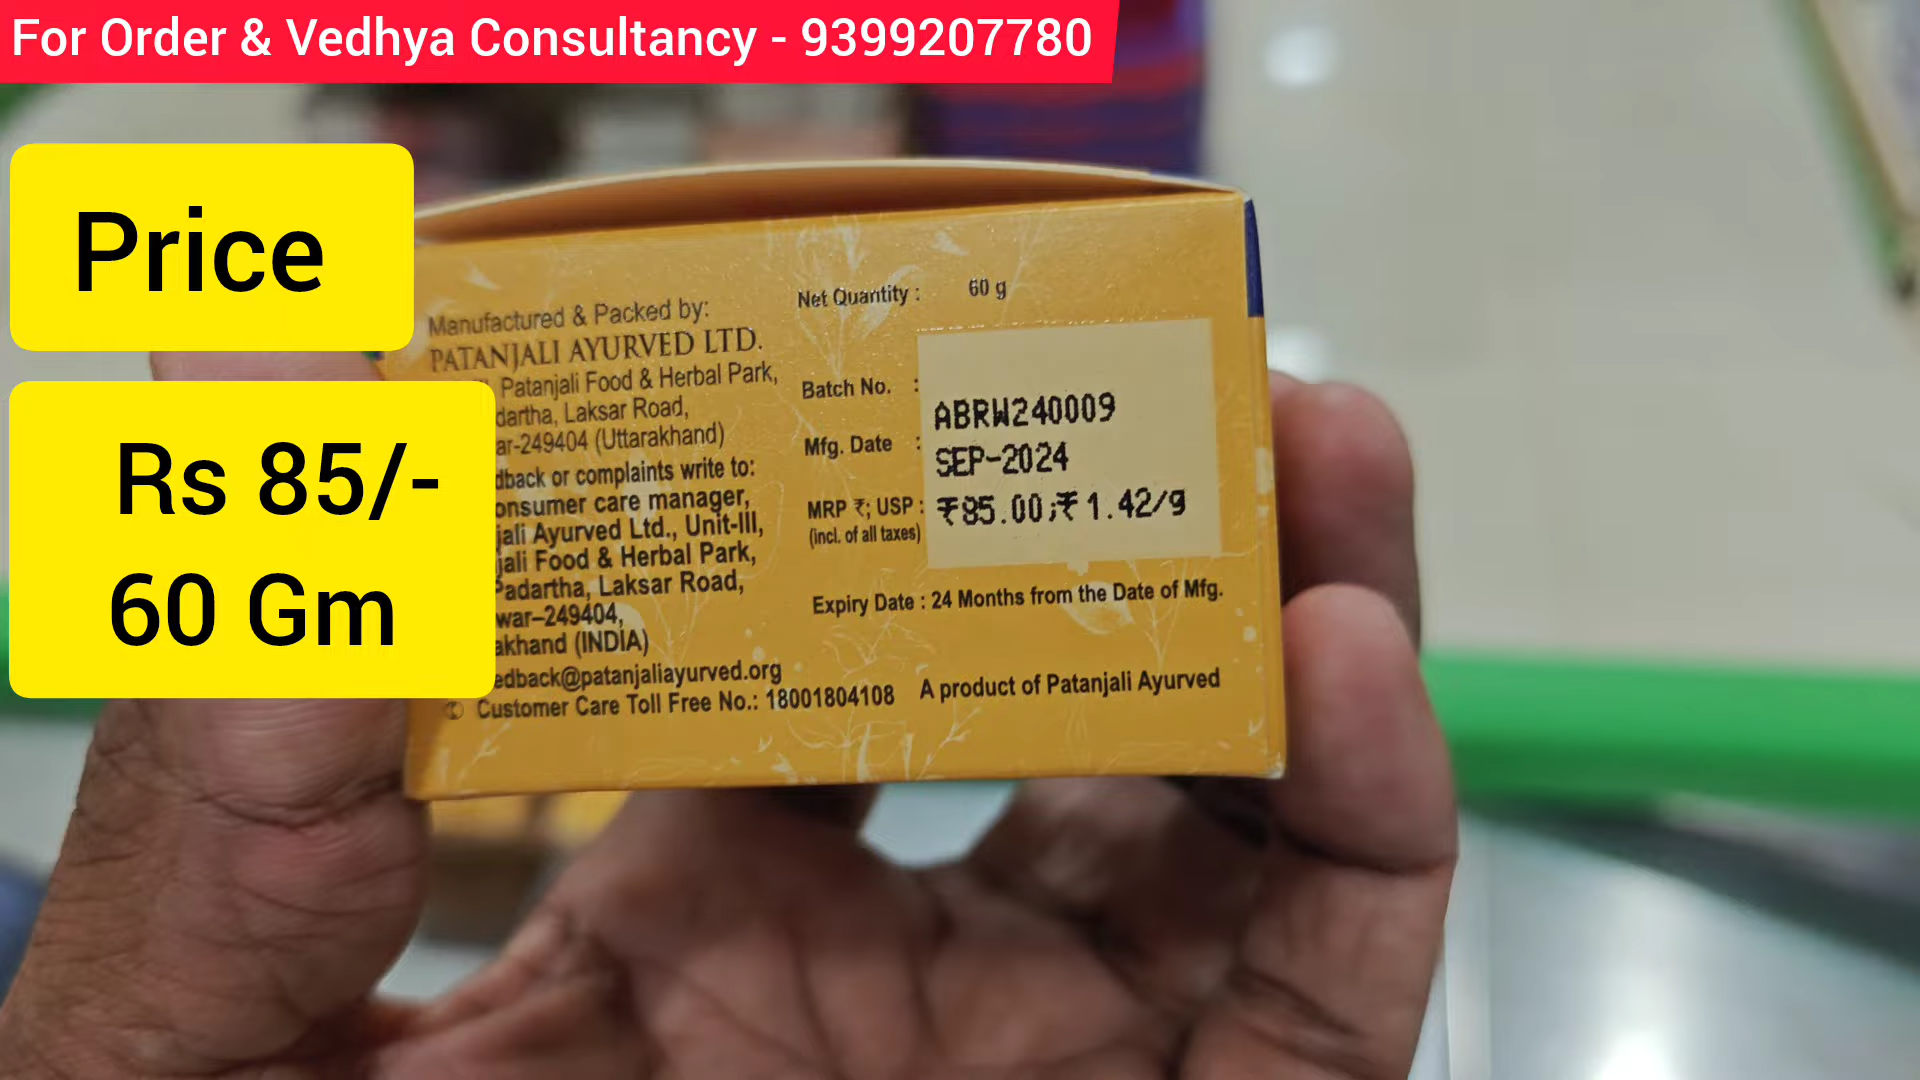 For Order & Vedhya Consultancy - 9399207780
Price
Rs 85/-
60 Gm
Manufactured & Packed by:
PATANJALI AYURVED LTD.
Patanjali Food & Herbal Park,
dartha, Laksar Road,
ar-249404 (Uttarakhand)
dback or complaints write to:
onsumer care manager,
jali Ayurved Ltd., Unit-III,
jali Food & Herbal Park,
Padartha, Laksar Road,
war–249404,
akhand (INDIA)
edback@patanjaliayurved.org
Customer Care Toll Free No.: 18001804108
Net Quantity : 60 g
Batch No. : ABRW240009
Mfg. Date : SEP-2024
MRP ₹; USP : ₹85.00;₹1.42/g
(incl. of all taxes)
Expiry Date : 24 Months from the Date of Mfg.
A product of Patanjali Ayurved